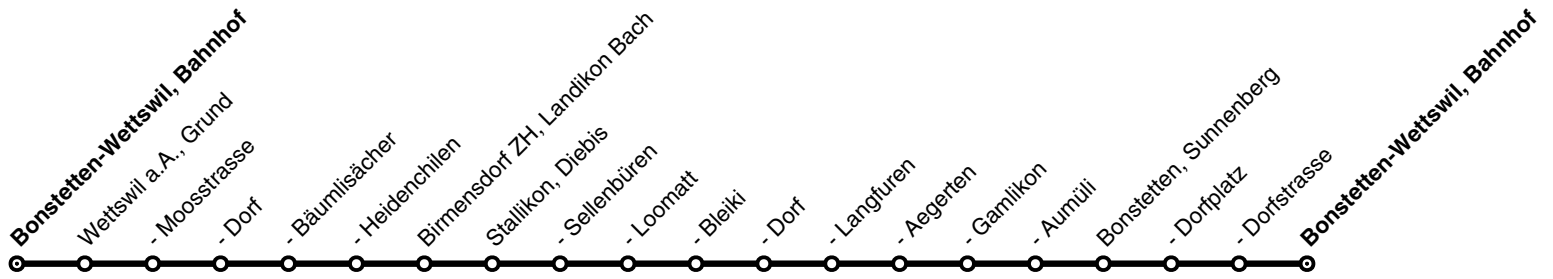 Bonstetten-Wettswil, Bahnhof
Wettswil a.A., Grund
- Moosstrasse
- Dorf
- Bäumlisächer
- Heidenchilen
Birmensdorf ZH, Landikon Bach
Stallikon, Diebis
- Sellenbüren
- Loomatt
- Bleiki
- Dorf
- Langfuren
- Aegerten
- Gamlikon
- Aumüli
Bonstetten, Sunnenberg
- Dorfplatz
- Dorfstrasse
Bonstetten-Wettswil, Bahnhof